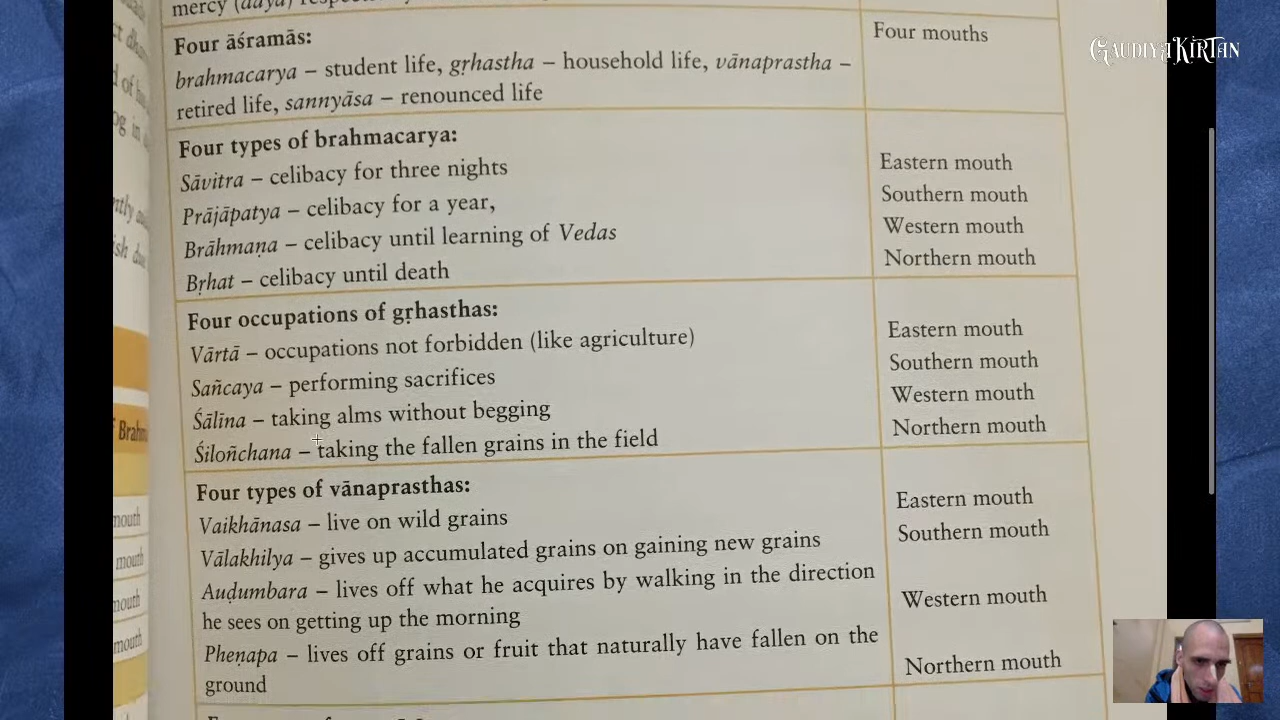 mercy
GAUDIYA KIRTAN
Four āśramās:
Four mouths
brahmacarya – student life, gṛhastha – household life, vānaprastha –
retired life, sannyāsa – renounced life
Four types of brahmacarya:
Sāvitra – celibacy for three nights
Eastern mouth
Prājāpatya – celibacy for a year,
Southern mouth
Brāhmaṇa – celibacy until learning of Vedas
Western mouth
Bṛhat – celibacy until death
Northern mouth
Four occupations of gṛhasthas:
Vārtā – occupations not forbidden (like agriculture)
Eastern mouth
Sañcaya – performing sacrifices
Southern mouth
Śālīna – taking alms without begging
Western mouth
Śiloñchana – taking the fallen grains in the field
Northern mouth
Four types of vānaprasthas:
Vaikhānasa – live on wild grains
Eastern mouth
Vālakhilya – gives up accumulated grains on gaining new grains
Southern mouth
Auḍumbara – lives off what he acquires by walking in the direction
he sees on getting up the morning
Western mouth
Pheṇapa – lives off grains or fruit that naturally have fallen on the
ground
Northern mouth
mouth
mouth
mouth
mouth